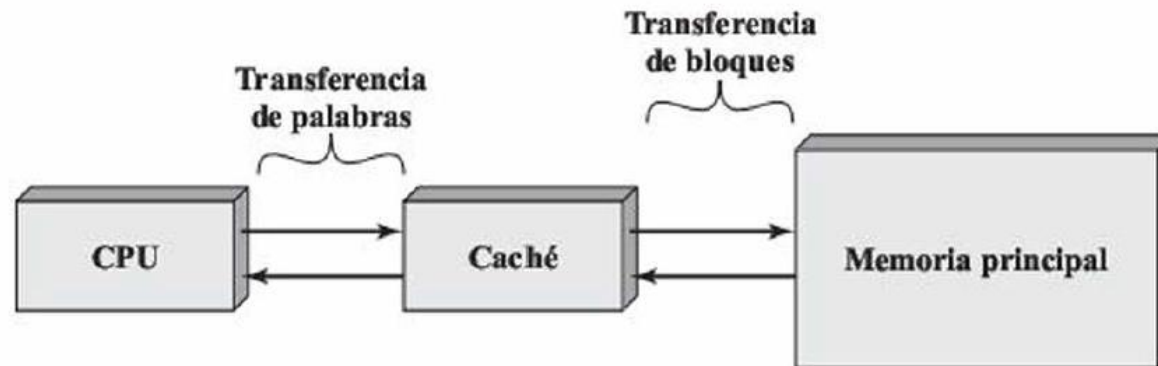 Transferencia
de bloques
Transferencia
de palabras
CPU
Caché
Memoria principal